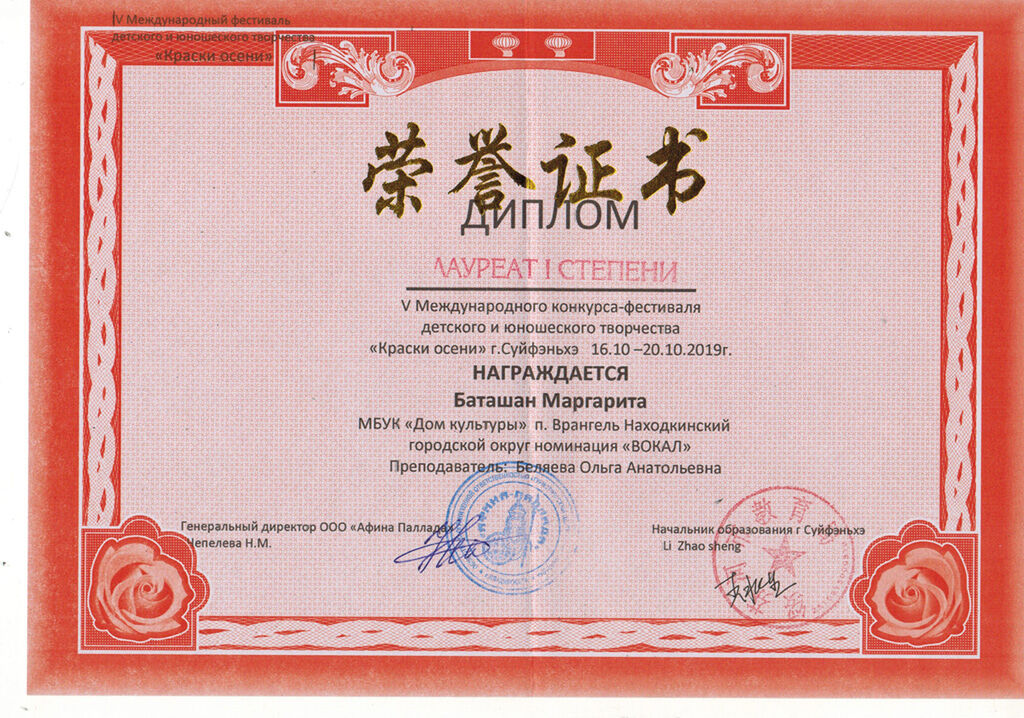 V Международный фестиваль
детского и юношеского творчества
«Краски осени»
荣誉证书
ДИПЛОМ
ЛАУРЕАТ I СТЕПЕНИ
V Международного конкурса-фестиваля
детского и юношеского творчества
«Краски осени» г.Суйфэньхэ 16.10 –20.10.2019г.
НАГРАЖДАЕТСЯ
Баташан Маргарита
МБУК «Дом культуры» п. Врангель Находкинский
городской округ номинация «ВОКАЛ»
Преподаватель: Беляева Ольга Анатольевна
Генеральный директор ООО «Афина Паллада»
Чепелева Н.М.
Начальник образования г Суйфэньхэ
Li Zhao sheng
教育